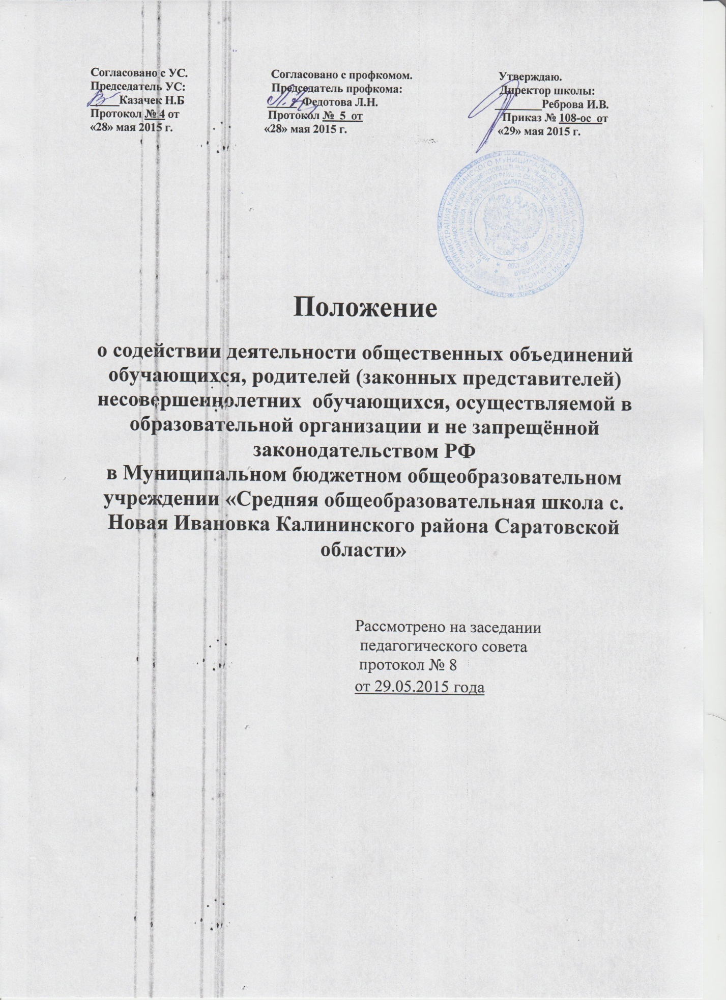 Согласовано с УС.
Председатель УС:
Казачек Н.Б
Протокол № 4 от
«28» мая 2015 г.
Согласовано с профкомом.
Председатель профкома:
Федотова Л.Н.
Протокол № 5 от
«28» мая 2015 г.
Утверждаю.
Директор школы:
Реброва И.В.
Приказ № 108-ос от
«29» мая 2015 г.
Положение
о содействии деятельности общественных объединений
обучающихся, родителей (законных представителей)
несовершеннолетних обучающихся, осуществляемой в
образовательной организации и не запрещённой
законодательством РФ
в Муниципальном бюджетном общеобразовательном
учреждении «Средняя общеобразовательная школа с.
Новая Ивановка Калининского района Саратовской
области»
Рассмотрено на заседании
педагогического совета
протокол № 8
от 29.05.2015 года